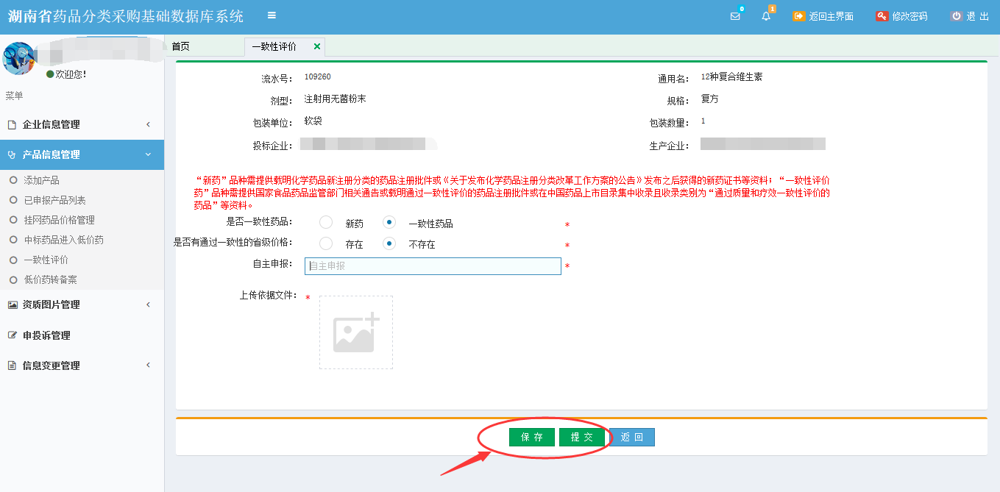 湖南省药品分类采购基础数据库系统
0
1
返回主界面
修改密码
退 出
首页
一致性评价
欢迎您!
菜单
企业信息管理
产品信息管理
添加产品
已申报产品列表
挂网药品价格管理
中标药品进入低价药
一致性评价
低价药转备案
资质图片管理
申投诉管理
信息变更管理
流水号: 109260
通用名: 12种复合维生素
剂型: 注射用无菌粉末
规格: 复方
包装单位: 软袋
包装数量: 1
投标企业:
生产企业:
“新药”品种需提供载明化学药品新注册分类的药品注册批件或《关于发布化学药品注册分类改革工作方案的公告》发布之后获得的新药证书等资料;“一致性评价
药”品种需提供国家食品药品监管部门相关通告或载明通过一致性评价的药品注册批件或在中国药品上市目录集中收录且收录类别为“通过质量和疗效一致性评价的
药品”等资料。
是否一致性药品: 新药 一致性药品 *
是否有通过一致性的省级价格: 存在 不存在 *
自主申报: 自主申报 *
上传依据文件: *
保 存 提 交 返 回